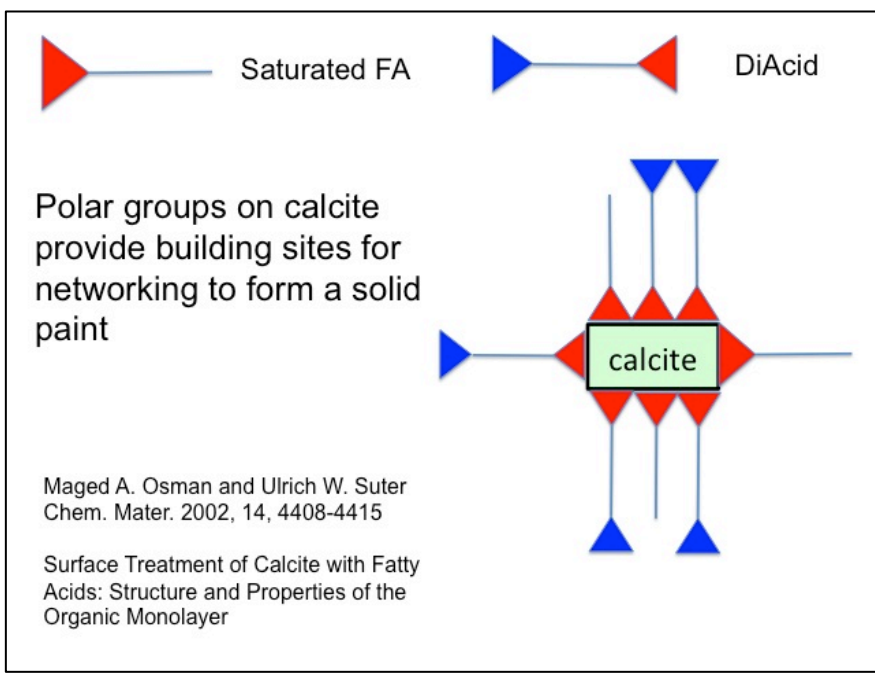 Saturated FA
DiAcid
Polar groups on calcite
provide building sites for
networking to form a solid
paint
calcite
Maged A. Osman and Ulrich W. Suter
Chem. Mater. 2002, 14, 4408-4415
Surface Treatment of Calcite with Fatty
Acids: Structure and Properties of the
Organic Monolayer